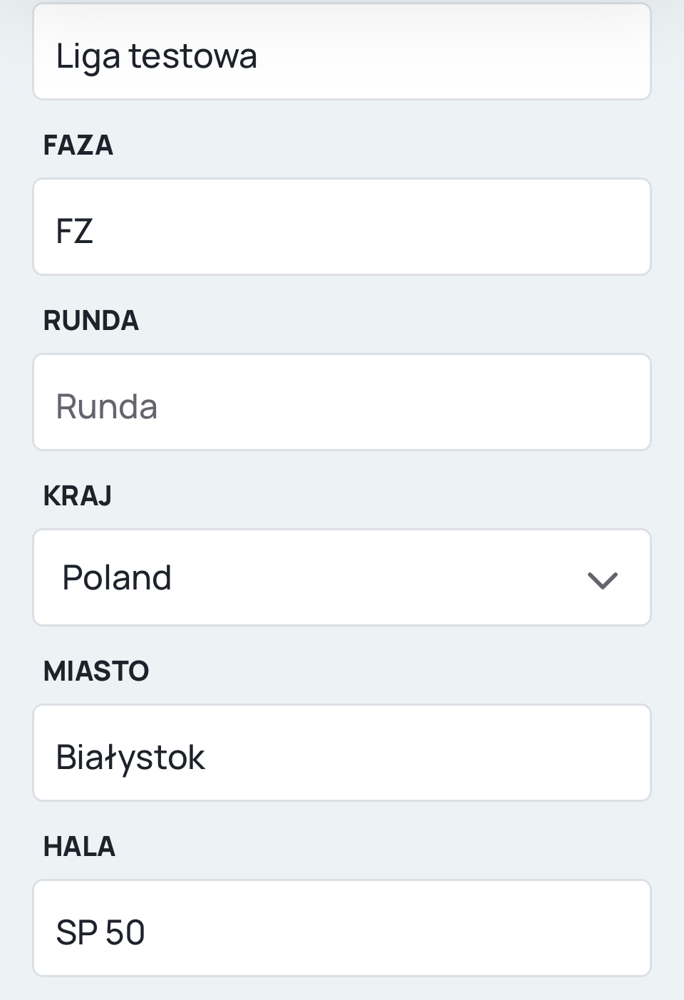 Liga testowa
FAZA
FZ
RUNDA
Runda
KRAJ
Poland
MIASTO
Białystok
HALA
SP 50